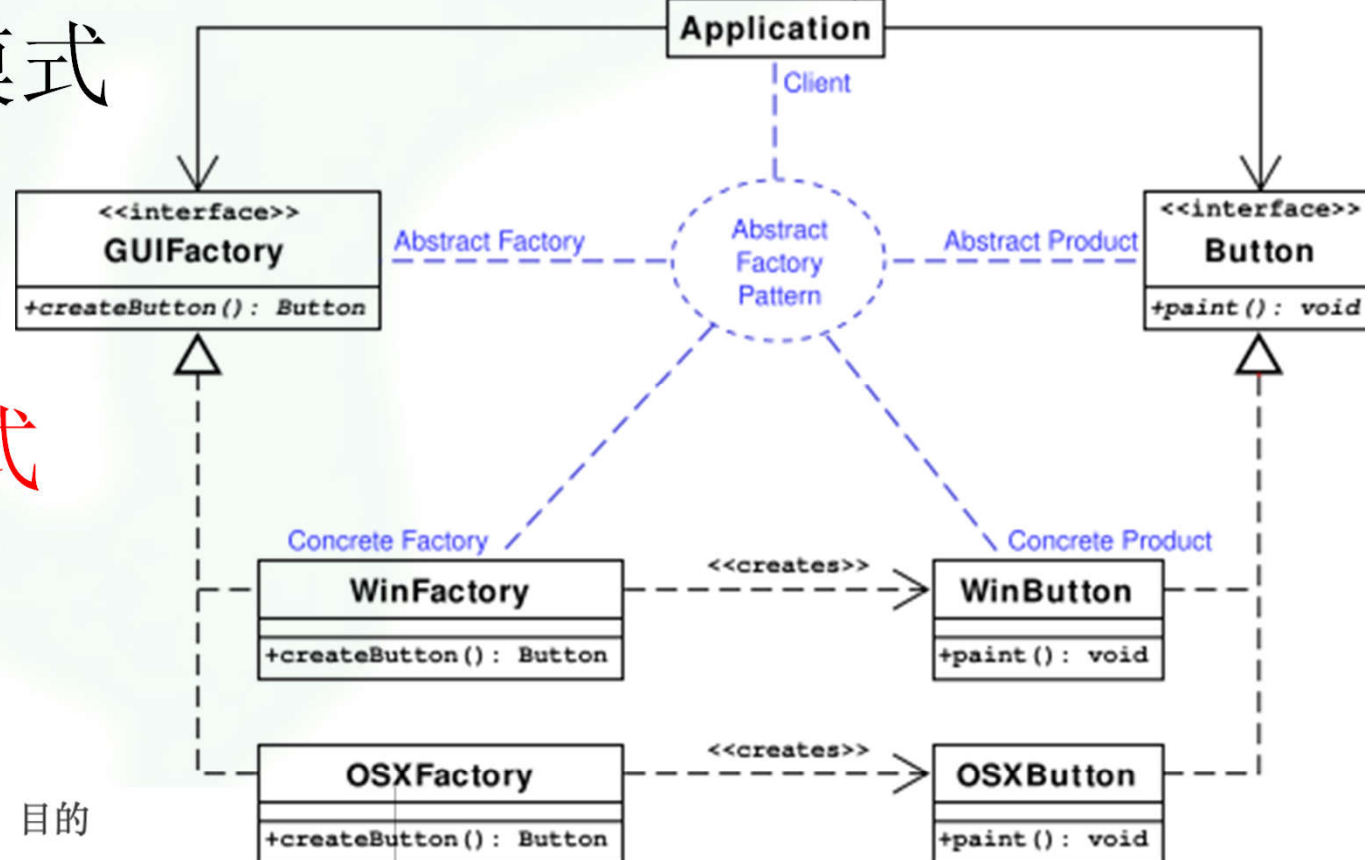 Application
模式
Client
<<interface>>
GUIFactory
+createButton(): Button
Abstract Factory
Abstract
Factory
Pattern
Abstract Product
<<interface>>
Button
+paint(): void
式
Concrete Factory
Concrete Product
WinFactory
+createButton(): Button
<<creates>>
WinButton
+paint(): void
OSXFactory
+createButton(): Button
<<creates>>
OSXButton
+paint(): void
目的